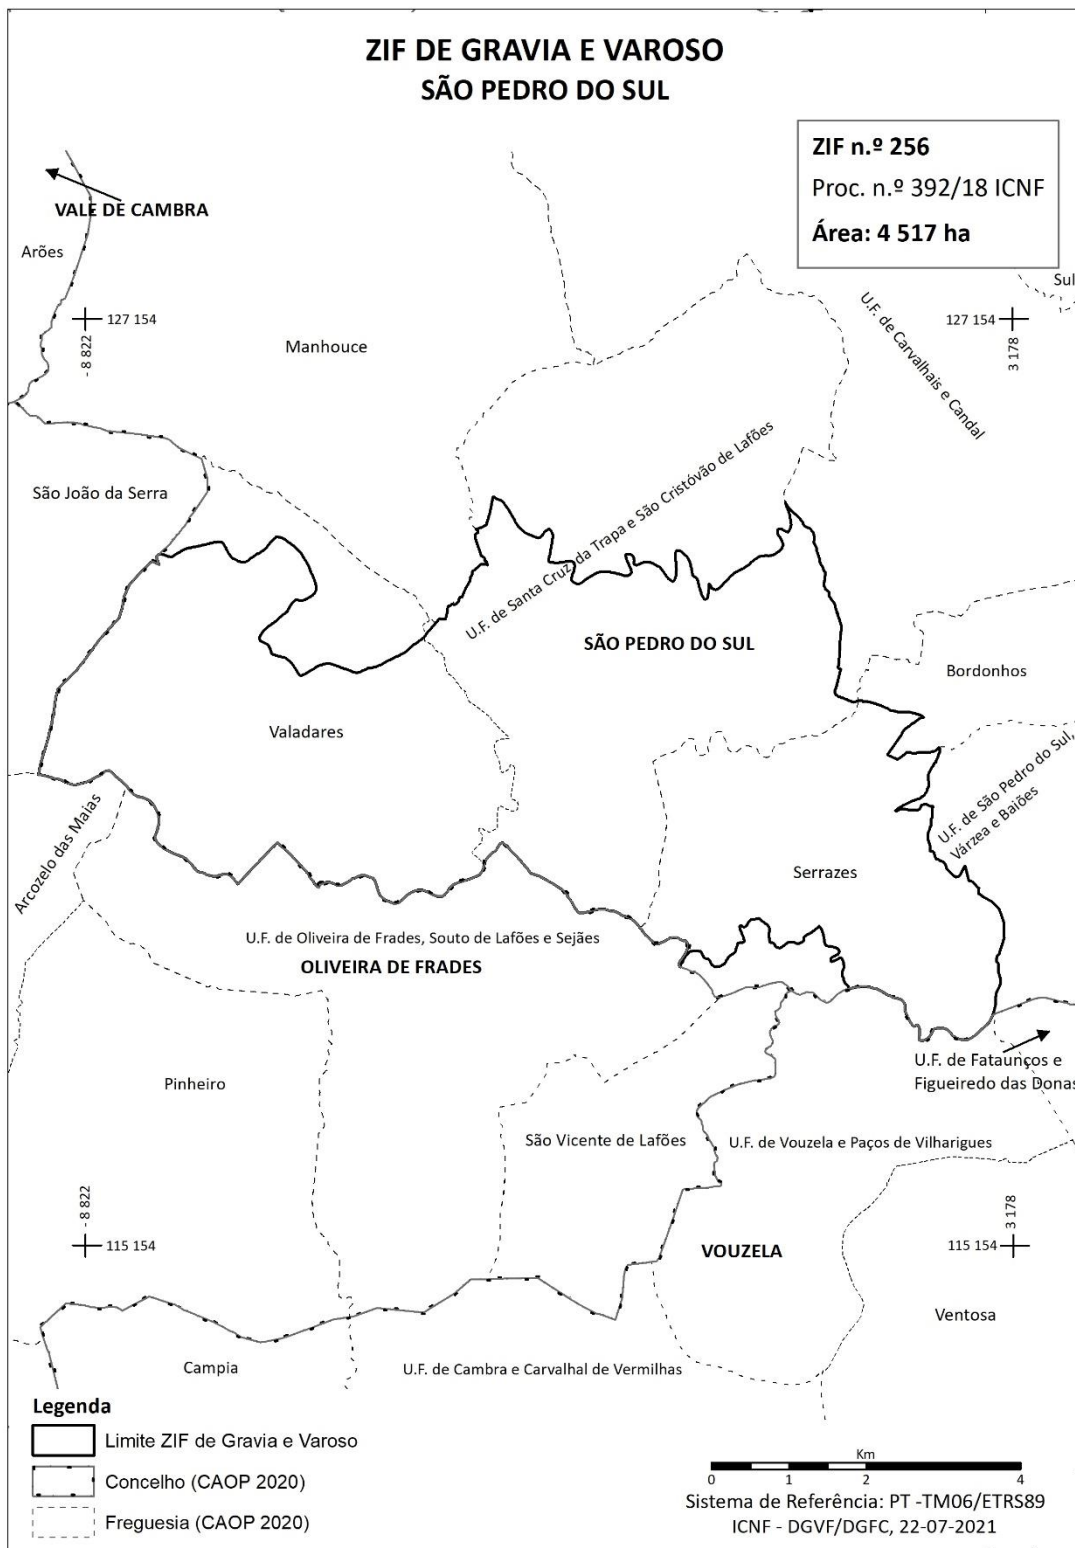 ZIF DE GRAVIA E VAROSO
SÃO PEDRO DO SUL
ZIF n.º 256
Proc. n.º 392/18 ICNF
Área: 4 517 ha
VALE DE CAMBRA
Arões
Sul
127 154
- 8 822
127 154
3 178
Manhouce
U.F. de Carvalhais e Candal
São João da Serra
U.F. de Santa Cruz da Trapa e São Cristóvão de Lafões
SÃO PEDRO DO SUL
Bordonhos
Valadares
U.F. de São Pedro do Sul,
Várzea e Baiões
Arcozelo das Maias
Serrazes
U.F. de Oliveira de Frades, Souto de Lafões e Sejães
OLIVEIRA DE FRADES
U.F. de Fataunços e
Figueiredo das Donas
Pinheiro
São Vicente de Lafões
U.F. de Vouzela e Paços de Vilharigues
- 8 822
115 154
3 178
115 154
VOUZELA
Ventosa
Campia
U.F. de Cambra e Carvalhal de Vermilhas
Legenda
Limite ZIF de Gravia e Varoso
Concelho (CAOP 2020)
Freguesia (CAOP 2020)
Km
0 1 2 4
Sistema de Referência: PT -TM06/ETRS89
ICNF - DGVF/DGFC, 22-07-2021